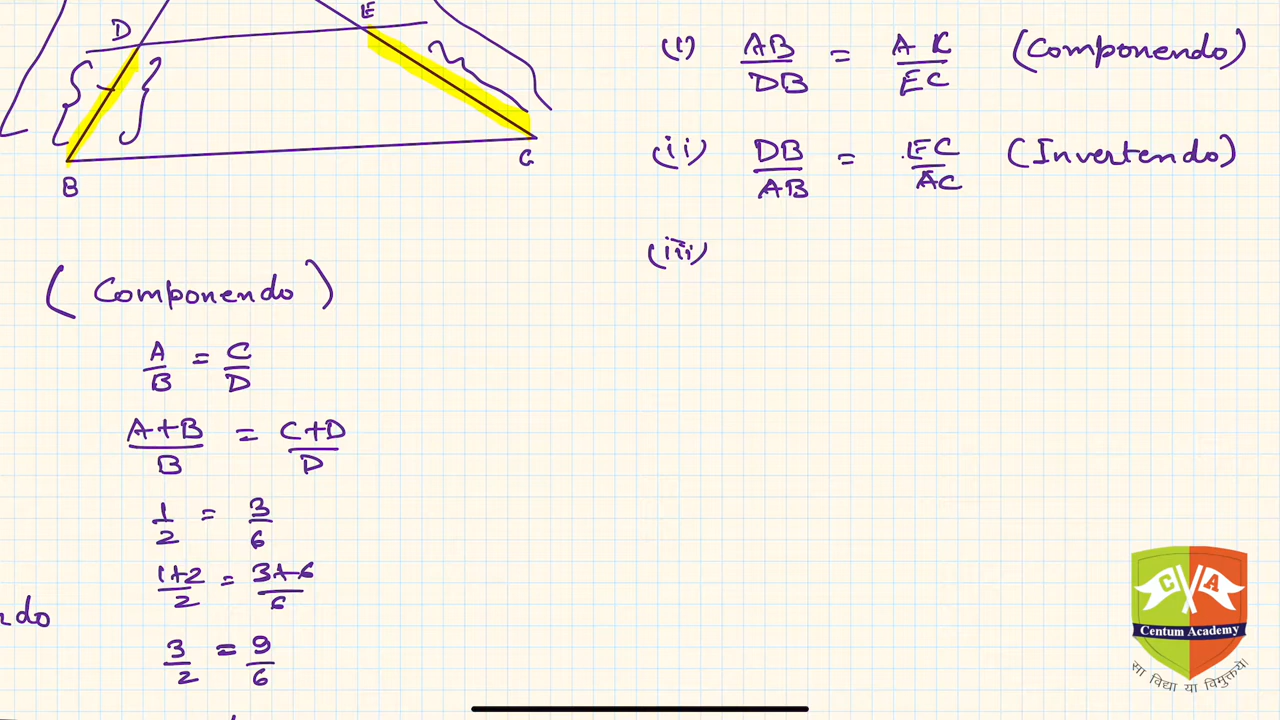 D
E
B
C
(Componendo)
A/B = C/D
A+B/B = C+D/D
1/2 = 3/6
1+2/2 = 3+6/6
3/2 = 9/6
ndo
(i) AB/DB = AC/EC (Componendo)
(ii) DB/AB = EC/AC (Invertendo)
(iii)
C A
Centum Academy
सा विद्या या विमुक्तये